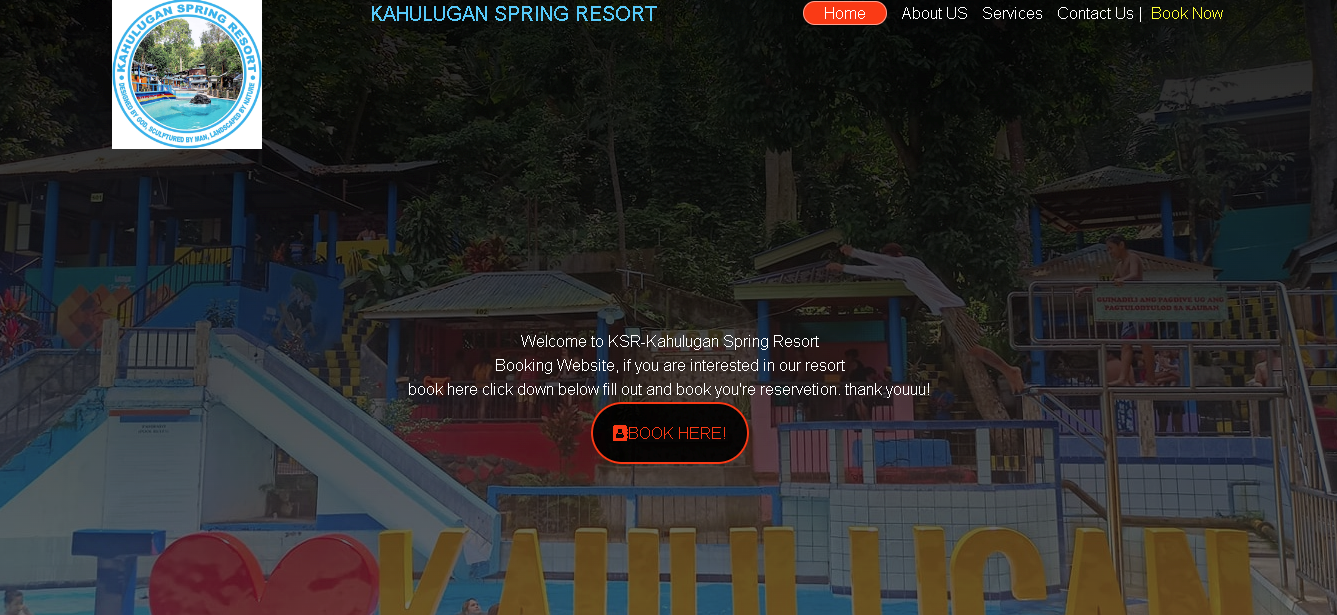 KAHULUGAN SPRING RESORT
DESIGNED BY GOD, SCULPTURED BY MAN, LANDSCAPED BY NATURE
KAHULUGAN SPRING RESORT
Home About US Services Contact Us | Book Now
GUINADILI ANG PAGDIVE UG ANG
PAGTULODTULOD SA KAUBAN
Welcome to KSR-Kahulugan Spring Resort
Booking Website, if you are interested in our resort
book here click down below fill out and book you're reservetion. thank youuu!
BOOK HERE!
I KAHULUGAN